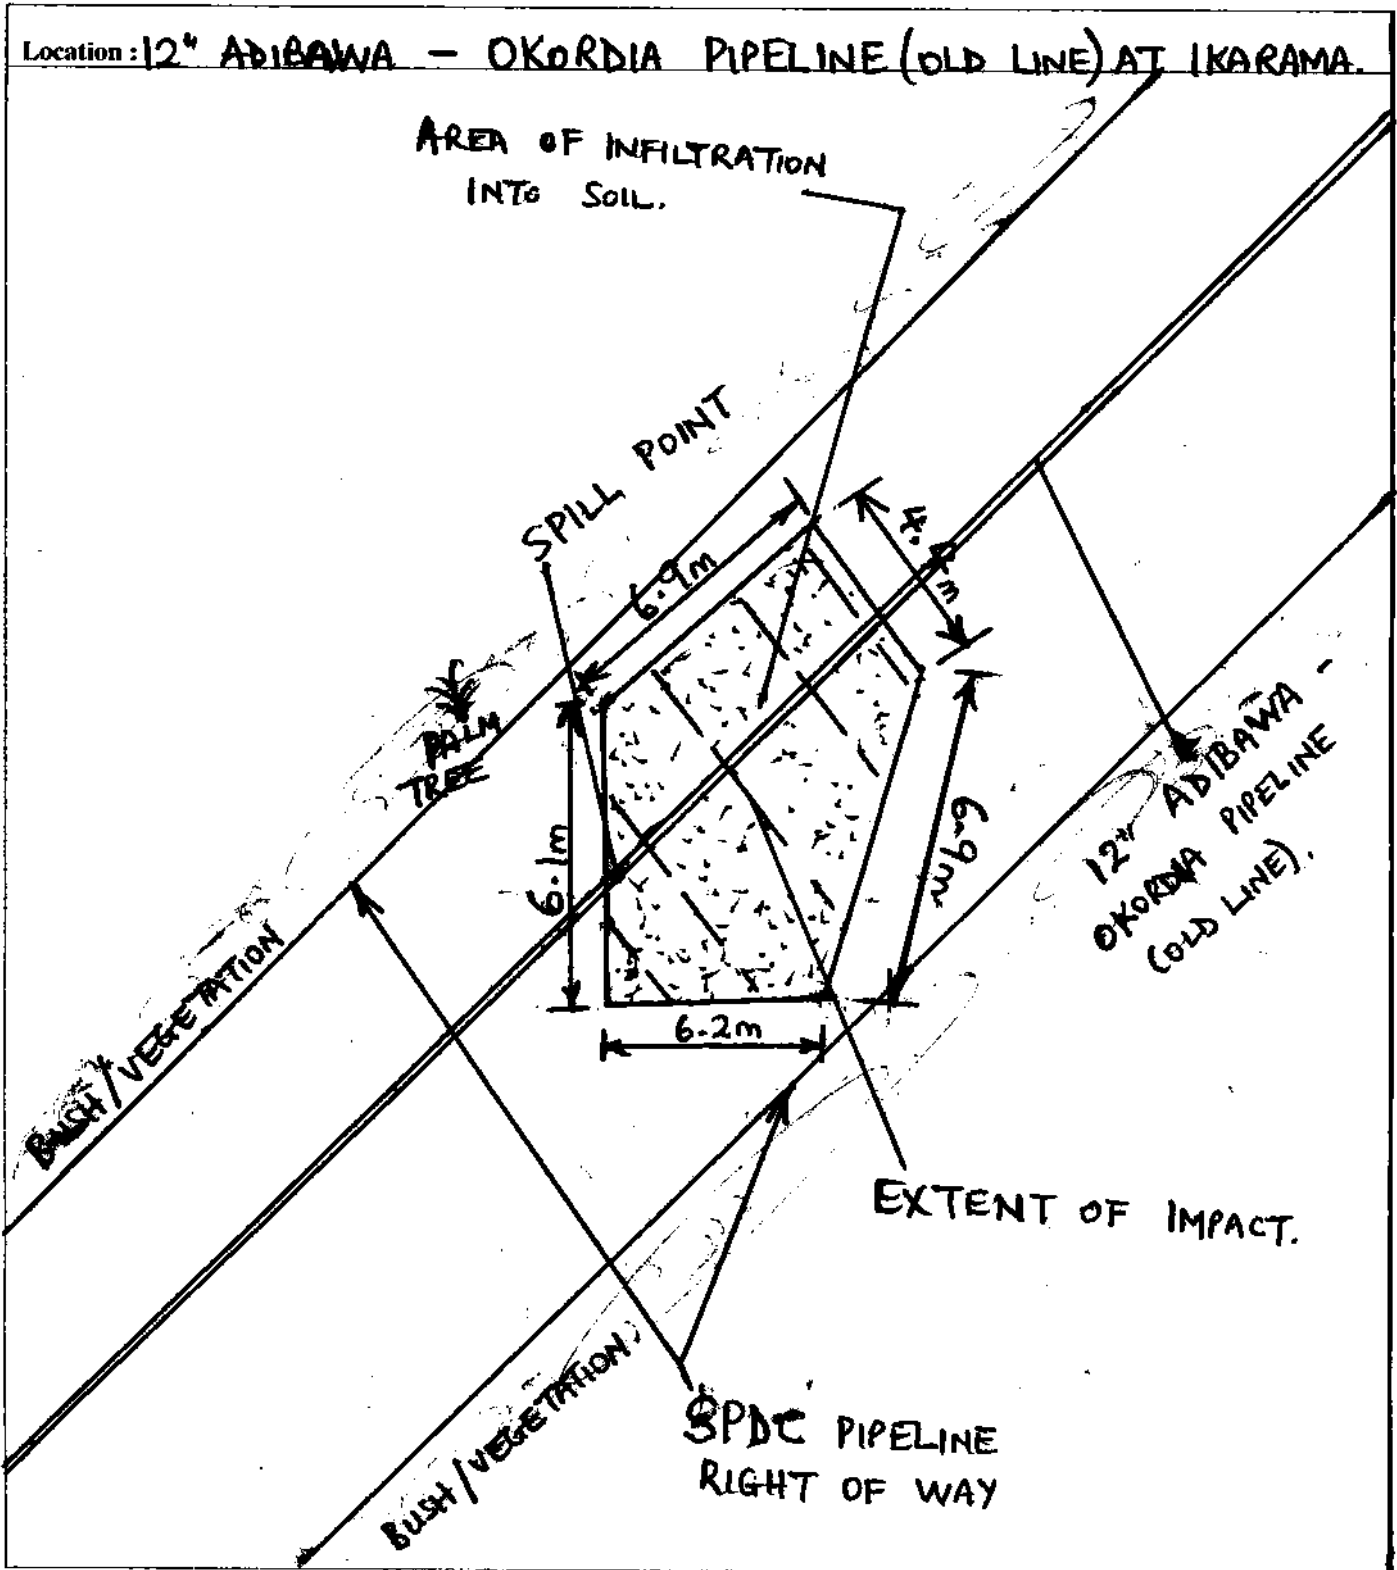 Location : 12" ADIBAWA - OKORDIA PIPELINE (OLD LINE) AT IKARAMA.
AREA OF INFILTRATION
INTO SOIL.
SPILL POINT
6.9m
4.4m
PALM
TREE
6.1m
6.9m
6.2m
12" ADIBAWA -
OKORDIA PIPELINE
(OLD LINE).
BUSH/VEGETATION
EXTENT OF IMPACT.
BUSH/VEGETATION
SPDC PIPELINE
RIGHT OF WAY